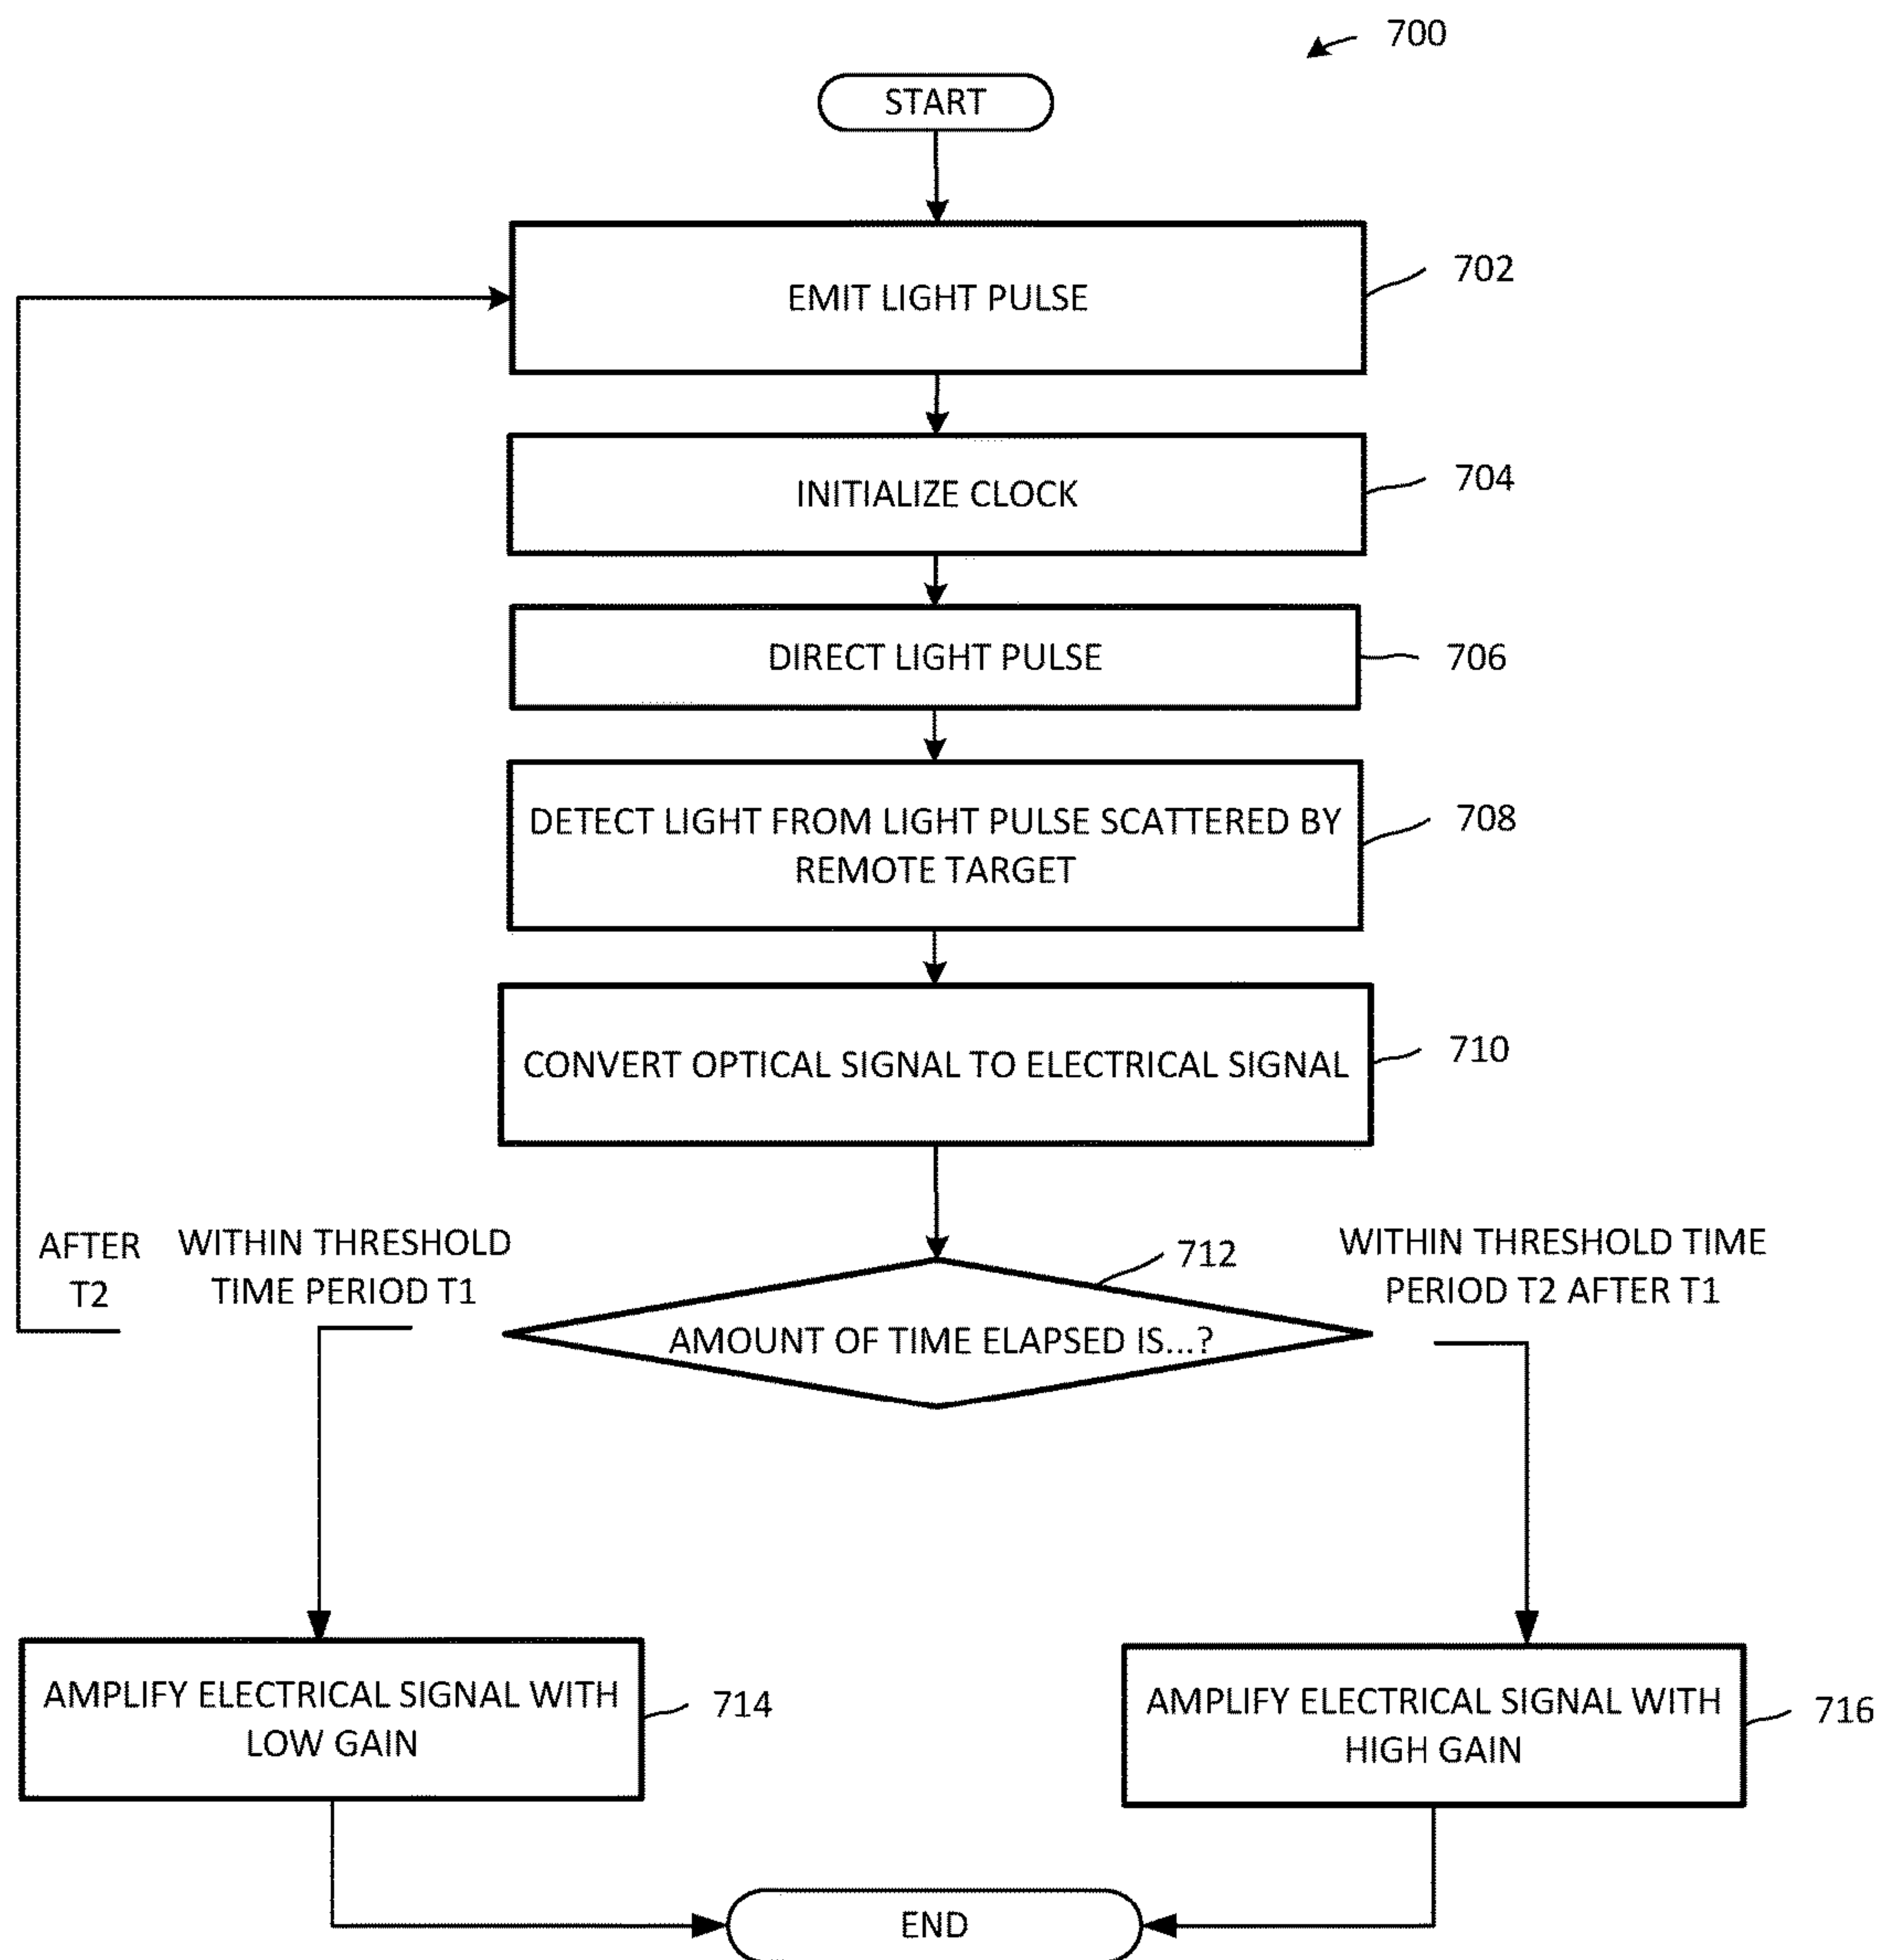 700
START
EMIT LIGHT PULSE
702
INITIALIZE CLOCK
704
DIRECT LIGHT PULSE
706
DETECT LIGHT FROM LIGHT PULSE SCATTERED BY
REMOTE TARGET
708
CONVERT OPTICAL SIGNAL TO ELECTRICAL SIGNAL
710
AFTER
T2
WITHIN THRESHOLD
TIME PERIOD T1
712
AMOUNT OF TIME ELAPSED IS...?
WITHIN THRESHOLD TIME
PERIOD T2 AFTER T1
AMPLIFY ELECTRICAL SIGNAL WITH
LOW GAIN
714
AMPLIFY ELECTRICAL SIGNAL WITH
HIGH GAIN
716
END